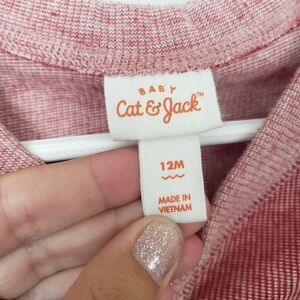 BABY
Cat & Jack™
12M
MADE IN
VIETNAM